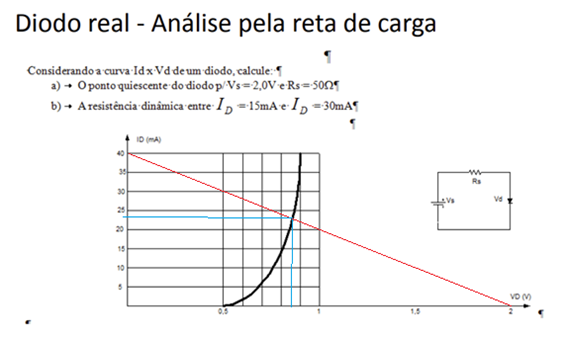 Diodo real - Análise pela reta de carga
¶
Considerando·a·curva·Id·x·Vd·de·um·diodo,·calcule:·¶
a)·→ O·ponto·quiescente·do·diodo·p/·Vs·=·2,0V·e·Rs·=·50Ω¶
b)·→ A·resistência·dinâmica·entre· I_D ·=·15mA·e· I_D ·=·30mA¶
¶
ID (mA)
40
35
30
25
20
15
10
5
Rs
Vs
Vd
VD (V)
0,5
1
1,5
2
¶